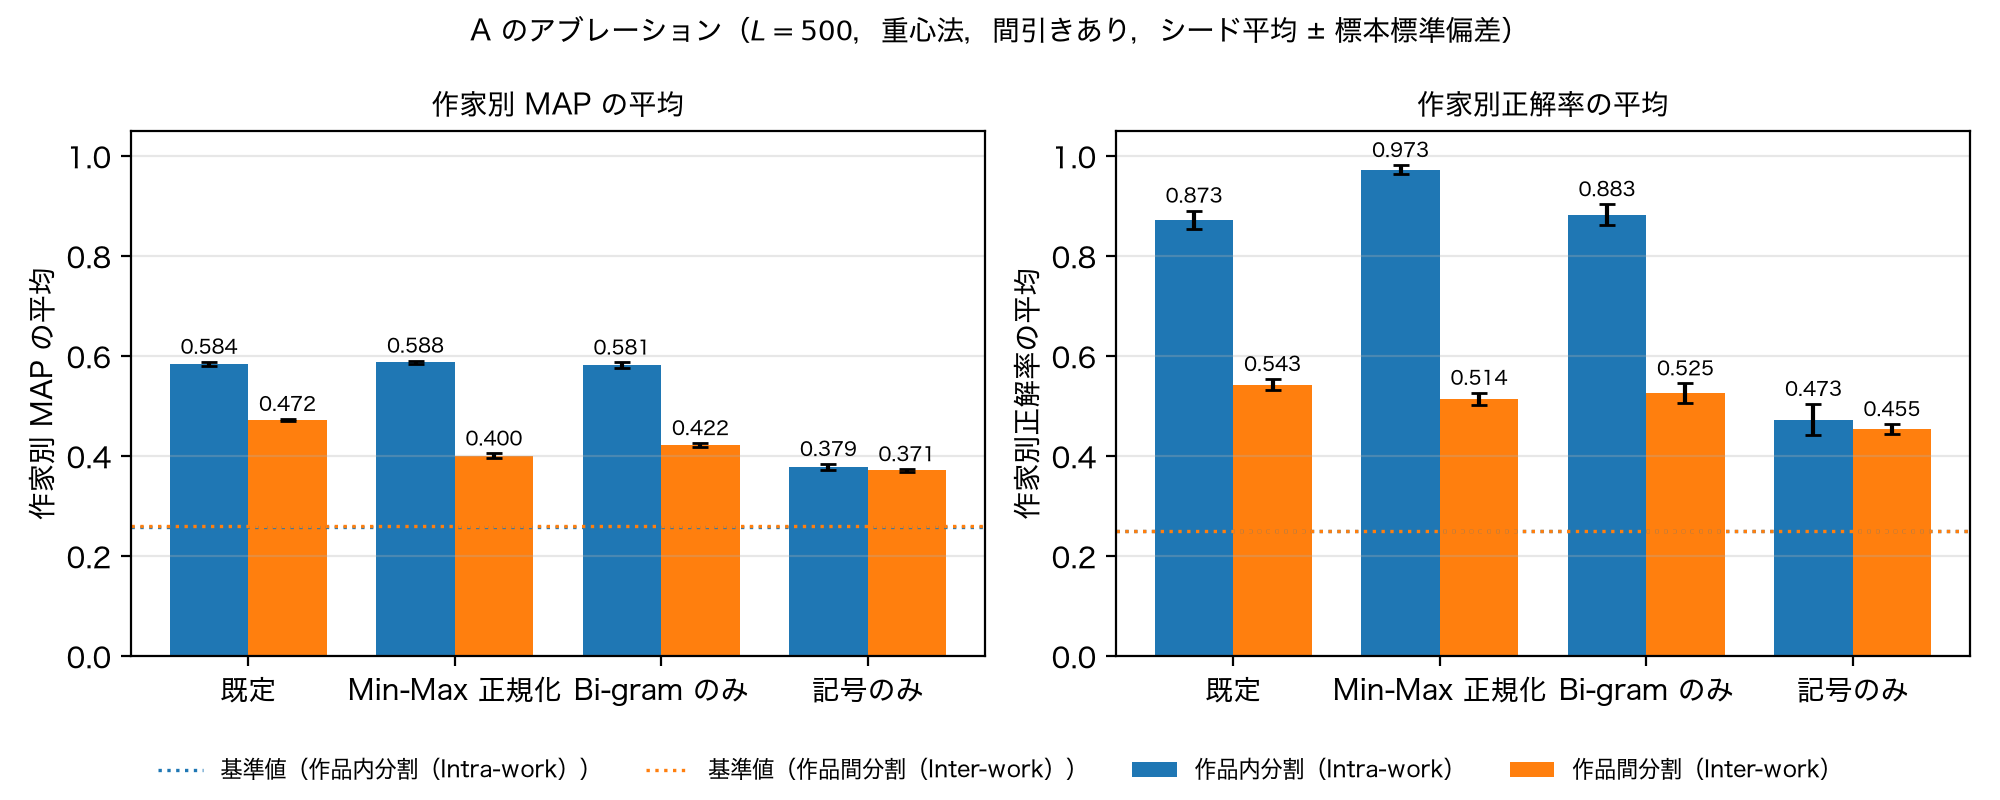 A のアブレーション（L = 500，重心法，間引きあり，シード平均 ± 標本標準偏差）
作家別 MAP の平均
作家別 MAP の平均
1.0
0.8
0.6
0.4
0.2
0.0
0.584
0.472
0.588
0.400
0.581
0.422
0.379
0.371
既定
Min-Max 正規化
Bi-gram のみ
記号のみ
作家別正解率の平均
作家別正解率の平均
1.0
0.8
0.6
0.4
0.2
0.0
0.873
0.543
0.973
0.514
0.883
0.525
0.473
0.455
既定
Min-Max 正規化
Bi-gram のみ
記号のみ
基準値（作品内分割（Intra-work））
基準値（作品間分割（Inter-work））
作品内分割（Intra-work）
作品間分割（Inter-work）